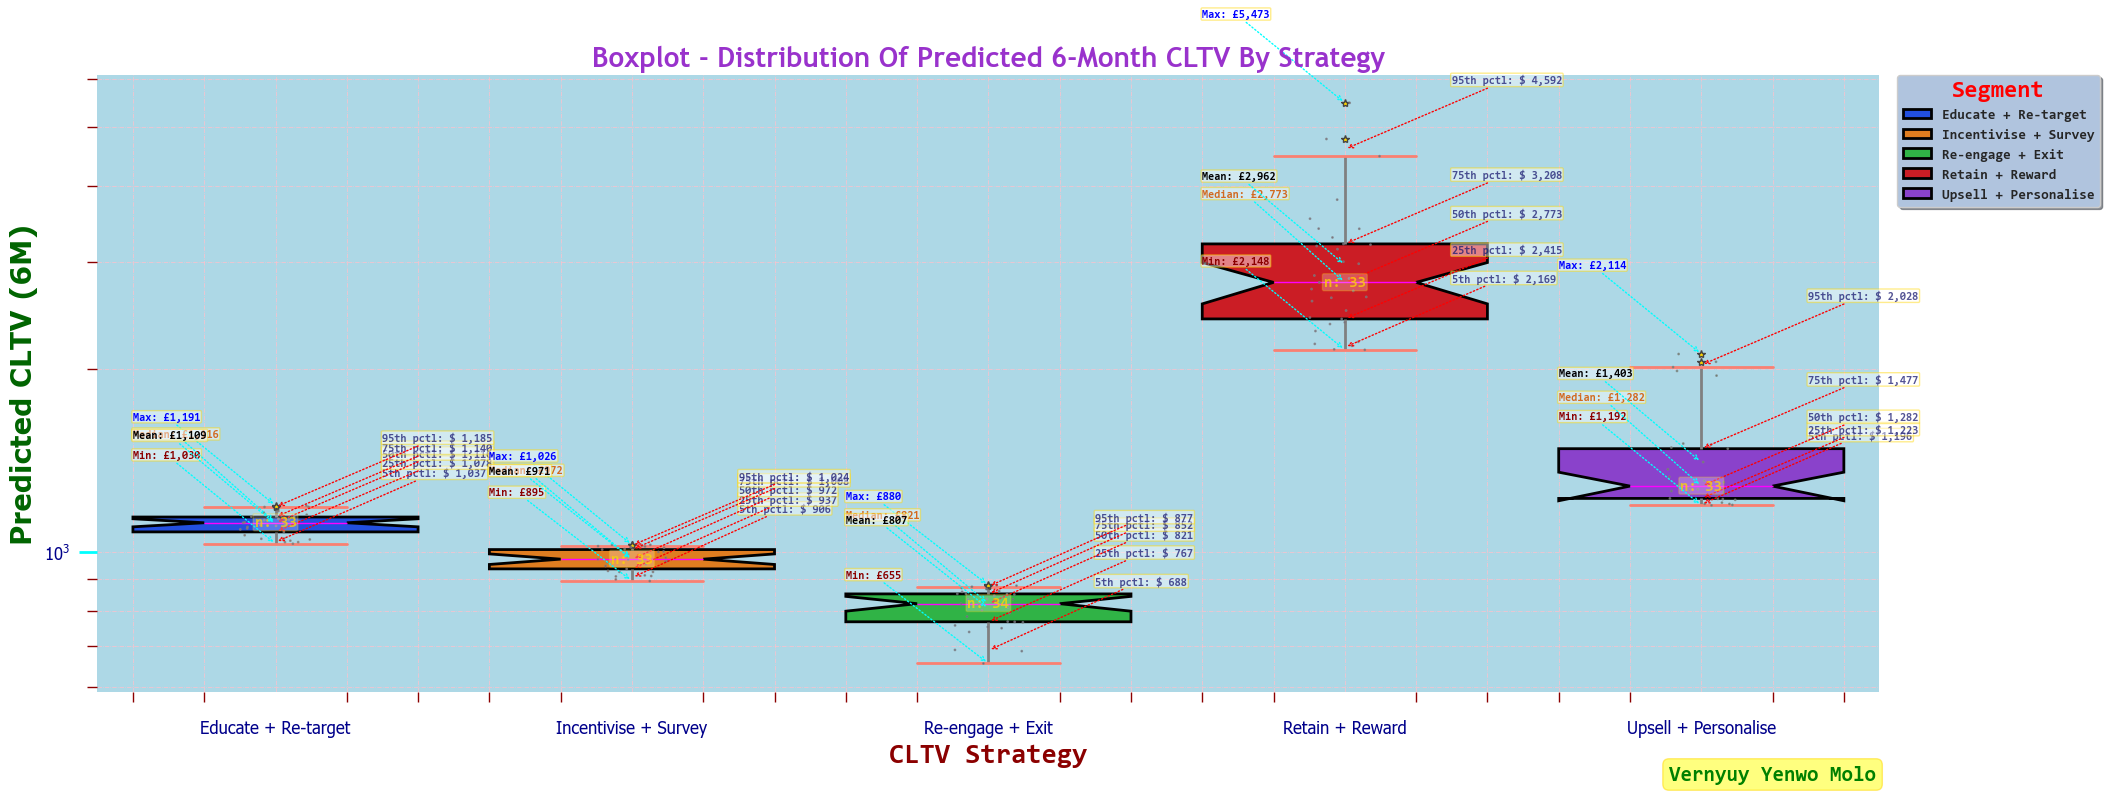 Max: £5,473
Boxplot - Distribution Of Predicted 6-Month CLTV By Strategy
95th pctl: $ 4,592
Mean: £2,962
75th pctl: $ 3,208
Median: £2,773
50th pctl: $ 2,773
25th pctl: $ 2,415
Min: £2,148
5th pctl: $ 2,169
n: 33
Max: £2,114
95th pctl: $ 2,028
Mean: £1,403
75th pctl: $ 1,477
Median: £1,282
Min: £1,192
50th pctl: $ 1,282
25th pctl: $ 1,223
5th pctl: $ 1,196
n: 33
Max: £1,191
Mean: £1,109
Min: £1,030
95th pctl: $ 1,185
75th pctl: $ 1,140
25th pctl: $ 1,078
5th pctl: $ 1,037
n: 33
Max: £1,026
Mean: £971
Min: £895
95th pctl: $ 1,024
50th pctl: $ 972
25th pctl: $ 937
5th pctl: $ 906
n: 33
Max: £880
Median: £821
Mean: £807
Min: £655
95th pctl: $ 877
75th pctl: $ 852
50th pctl: $ 821
25th pctl: $ 767
5th pctl: $ 688
n: 34
Segment
Educate + Re-target
Incentivise + Survey
Re-engage + Exit
Retain + Reward
Upsell + Personalise
Predicted CLTV (6M)
10³
Educate + Re-target
Incentivise + Survey
Re-engage + Exit
Retain + Reward
Upsell + Personalise
CLTV Strategy
Vernyuy Yenwo Molo